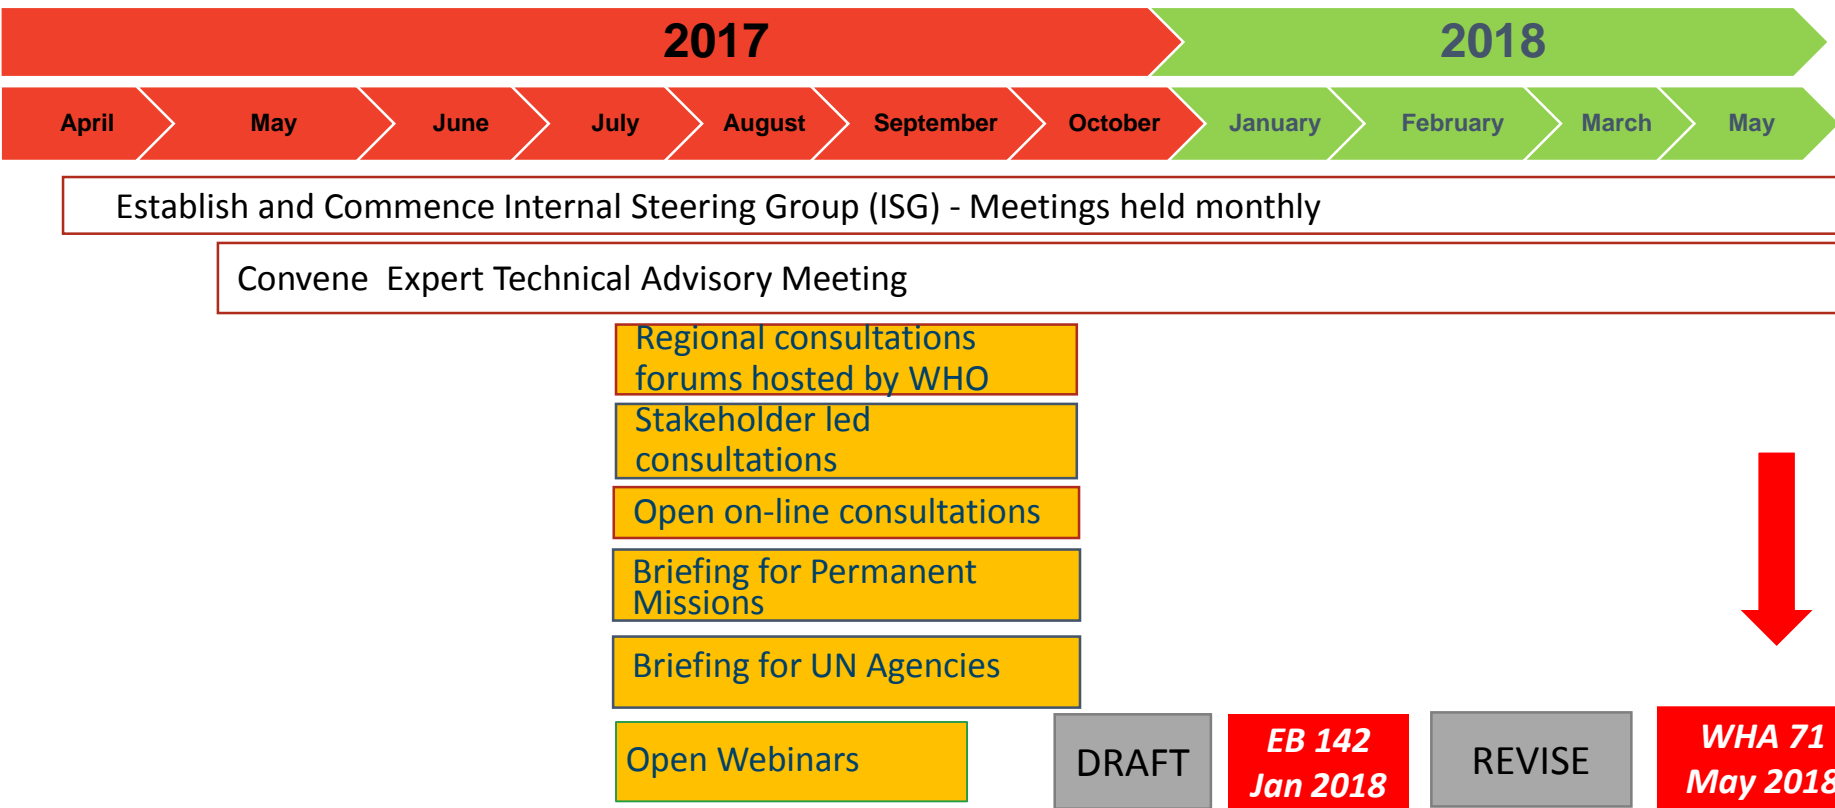 2017
2018
April
May
June
July
August
September
October
January
February
March
May
Establish and Commence Internal Steering Group (ISG) - Meetings held monthly
Convene Expert Technical Advisory Meeting
Regional consultations
forums hosted by WHO
Stakeholder led
consultations
Open on-line consultations
Briefing for Permanent
Missions
Briefing for UN Agencies
Open Webinars
DRAFT
EB 142
Jan 2018
REVISE
WHA 71
May 2018